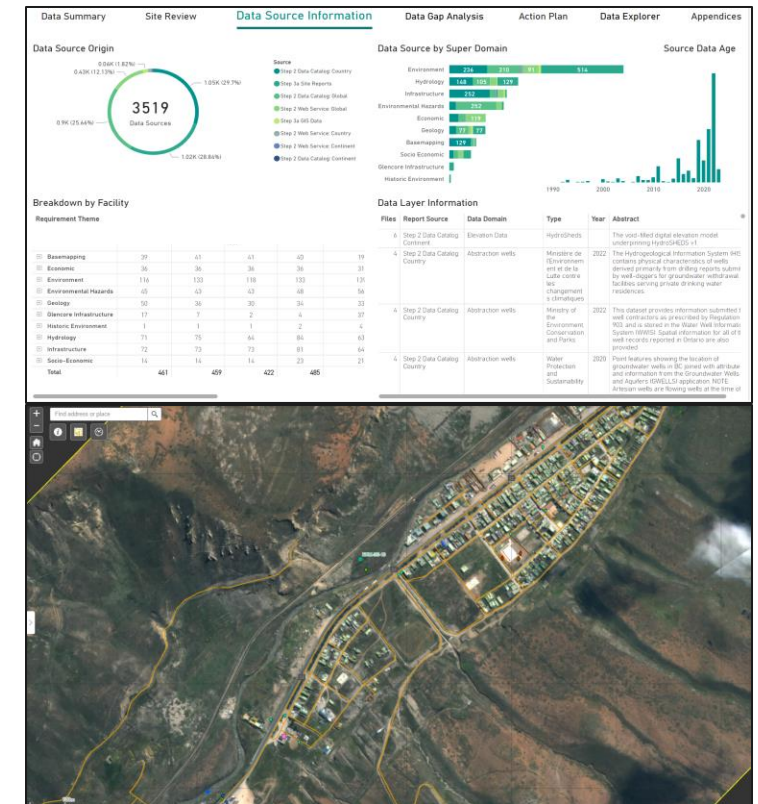 Data Summary Site Review Data Source Information Data Gap Analysis Action Plan Data Explorer Appendices
Data Source Origin
0.06K (1.82%)
0.43K (12.13%)
1.05K (29.7%)
0.9K (25.66%)
1.02K (28.84%)
3519
Data Sources
Source
Step 2 Data Catalog: Country
Step 3a Site Reports
Step 2 Data Catalog: Global
Step 2 Web Service: Global
Step 3a GIS Data
Step 2 Web Service: Country
Step 2 Web Service: Continent
Step 2 Data Catalog: Continent
Data Source by Super Domain
Environment 236 210 91 514
Hydrology 148 105 129
Infrastructure 252
Environmental Hazards 252
Economic 119
Geology 77 77
Basemapping 129
Socio Economic
Glencore Infrastructure
Historic Environment
Source Data Age
1990 2000 2010 2020
Breakdown by Facility
Requirement Theme
Basemapping 39 41 41 40 19
Economic 36 36 36 36 31
Environment 116 133 118 133 131
Environmental Hazards 45 43 48 56
Geology 50 36 30 34 33
Glencore Infrastructure 17 7 2 4 37
Historic Environment 1 1 1 2 4
Hydrology 71 75 64 84 63
Infrastructure 72 73 73 81 64
Socio-Economic 14 14 14 23 21
Total 461 459 422 485
Data Layer Information
Files Report Source Data Domain Type Year Abstract
6 Step 2 Data Catalog Continent Elevation Data HydroSheds The void-filled digital elevation model
underpinning HydroSHEDS v1
4 Step 2 Data Catalog Country Abstraction wells Ministère de l'Environnem ent et de la Lutte contre les changement s climatiques 2022 The Hydrogeological Information System (HIS
contains physical characteristics of wells
derived primarily from drilling reports submit
by well-diggers for groundwater withdrawal
facilities serving private drinking water
residences
4 Step 2 Data Catalog Country Abstraction wells Ministry of the Environment Conservation and Parks 2022 This dataset provides information submitted t
well contractors as prescribed by Regulation
903, and is stored in the Water Well Informatic
System (WWIS). Spatial information for all of t
well records reported in Ontario are also
provided
4 Step 2 Data Catalog Country Abstraction wells Water Protection and Sustainability 2020 Point features showing the location of
groundwater wells in BC joined with attribute
and information from the Groundwater Wells
and Aquifers (GWELLS) application. NOTE:
Artesian wells are flowing wells at the time of
Find address or place